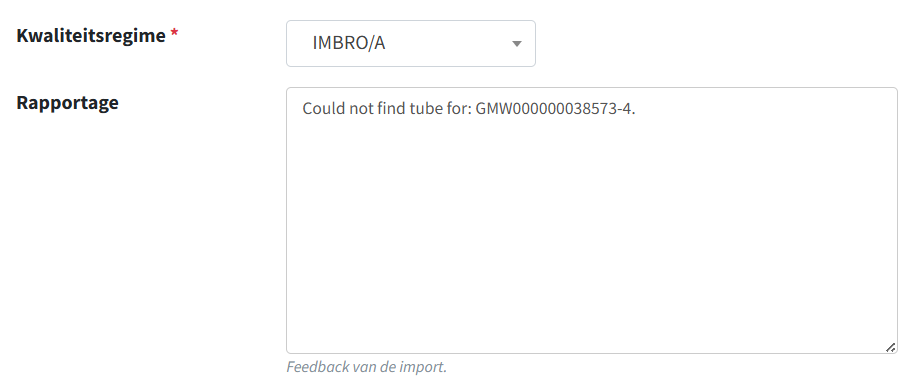 Kwaliteitsregime *
IMBRO/A
Rapportage
Could not find tube for: GMW000000038573-4.
Feedback van de import.